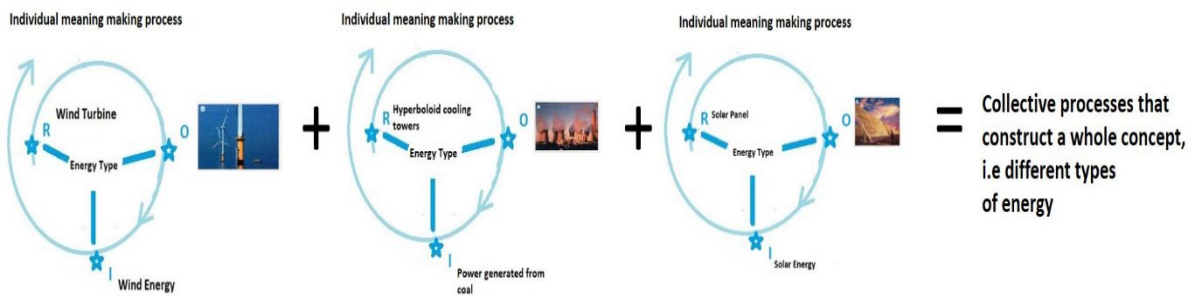 Individual meaning making process
Wind Turbine
R
O
Energy Type
I
Wind Energy
+
Individual meaning making process
Hyperboloid cooling
towers
R
O
Energy Type
I
Power generated from
coal
+
Individual meaning making process
Solar Panel
R
O
Energy Type
I
Solar Energy
=
Collective processes that
construct a whole concept,
i.e different types
of energy